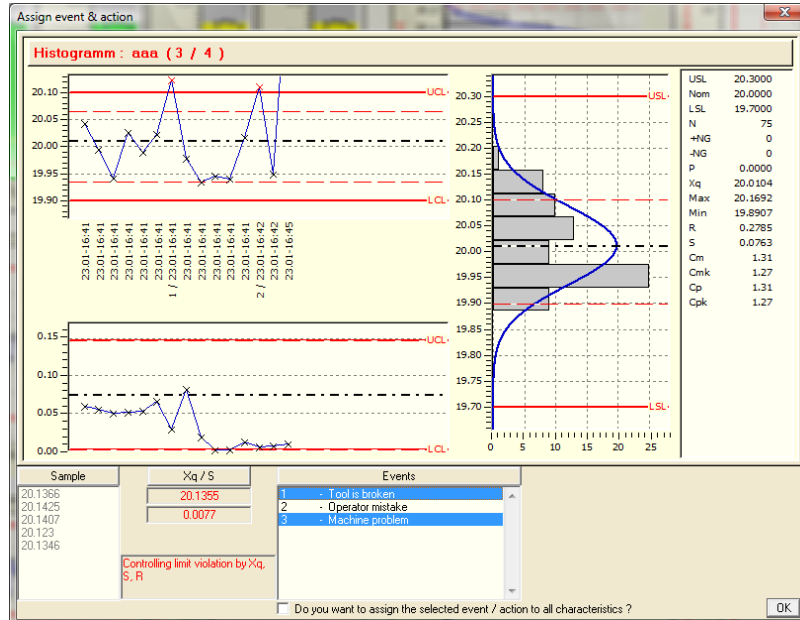 Assign event & action
Histogramm : aaa ( 3 / 4 )
20.10
20.05
20.00
19.95
19.90
UCL
LCL
23.01-16:41
23.01-16:41
23.01-16:41
23.01-16:41
23.01-16:41
23.01-16:41
1 / 23.01-16:41
23.01-16:41
23.01-16:41
23.01-16:41
23.01-16:41
23.01-16:42
2 / 23.01-16:42
23.01-16:42
23.01-16:45
0.15
0.10
0.05
0.00
UCL
LCL
20.30
20.25
20.20
20.15
20.10
20.05
20.00
19.95
19.90
19.85
19.80
19.75
19.70
USL
LSL
0 5 10 15 20 25
USL 20.3000
Nom 20.0000
LSL 19.7000
N 75
+NG 0
-NG 0
P 0.0000
Xq 20.0104
Max 20.1692
Min 19.8907
R 0.2785
S 0.0763
Cm 1.31
Cmk 1.27
Cp 1.31
Cpk 1.27
Sample
20.1366
20.1425
20.1407
20.123
20.1346
Xq / S
20.1355
0.0077
Controlling limit violation by Xq,
S, R
Events
1 - Tool is broken
2 - Operator mistake
3 - Machine problem
Do you want to assign the selected event / action to all characteristics ?
OK